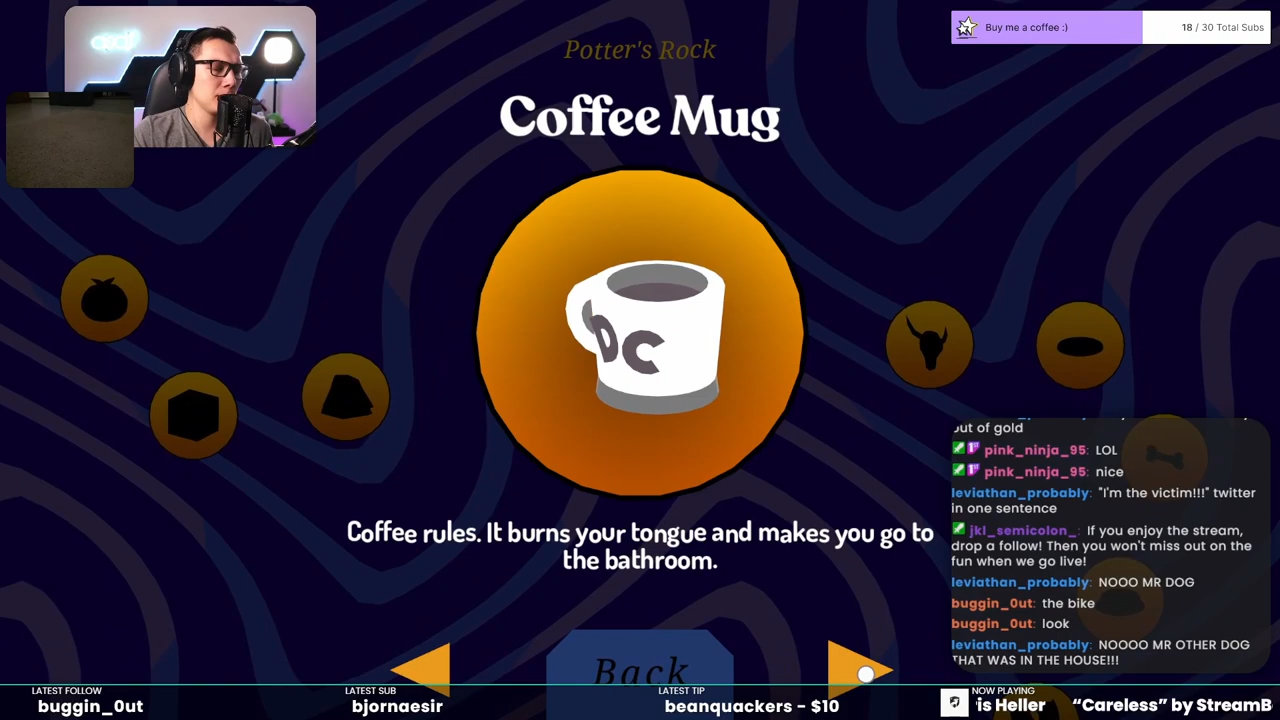 Potter's Rock
Coffee Mug
DC
Coffee rules. It burns your tongue and makes you go to
the bathroom.
Back
Buy me a coffee :)
18 / 30 Total Subs
out of gold
pink_ninja_95: LOL
pink_ninja_95: nice
leviathan_probably: "I'm the victim!!!" twitter
in one sentence
jkl_semicolon_: If you enjoy the stream,
drop a follow! Then you won't miss out on the
fun when we go live!
leviathan_probably: NOOO MR DOG
buggin_0ut: the bike
buggin_0ut: look
leviathan_probably: NOOOO MR OTHER DOG
THAT WAS IN THE HOUSE!!!
LATEST FOLLOW
buggin_0ut
LATEST SUB
bjornaesir
LATEST TIP
beanquackers - $10
NOW PLAYING
is Heller "Careless" by StreamB